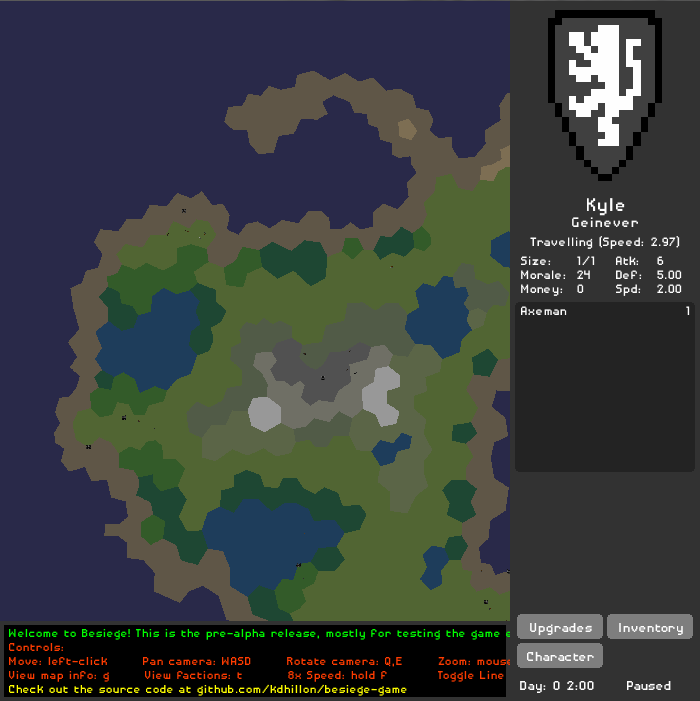 Kyle
Geinever
Travelling (Speed: 2.97)
Size: 1/1 Atk: 6
Morale: 24 Def: 5.00
Money: 0 Spd: 2.00
Axeman 1
Welcome to Besiege! This is the pre-alpha release, mostly for testing the game e
Controls:
Move: left-click Pan camera: WASD Rotate camera: Q,E Zoom: mouse
View map info: g View factions: t 8x Speed: hold f Toggle Line
Check out the source code at github.com/kdhillon/besiege-game
Upgrades Inventory
Character
Day: 0 2:00 Paused